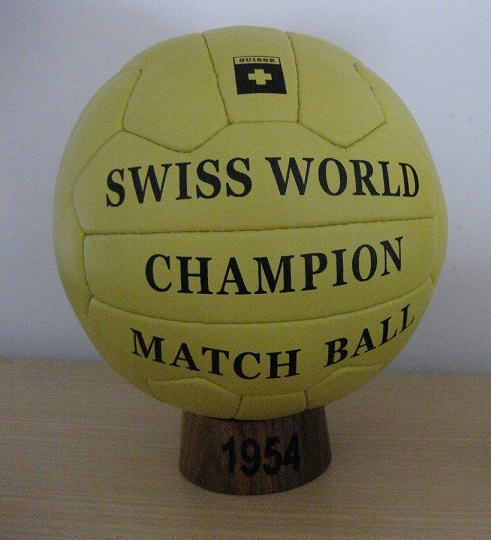 SUISSE
SWISS WORLD
CHAMPION
MATCH BALL
1954